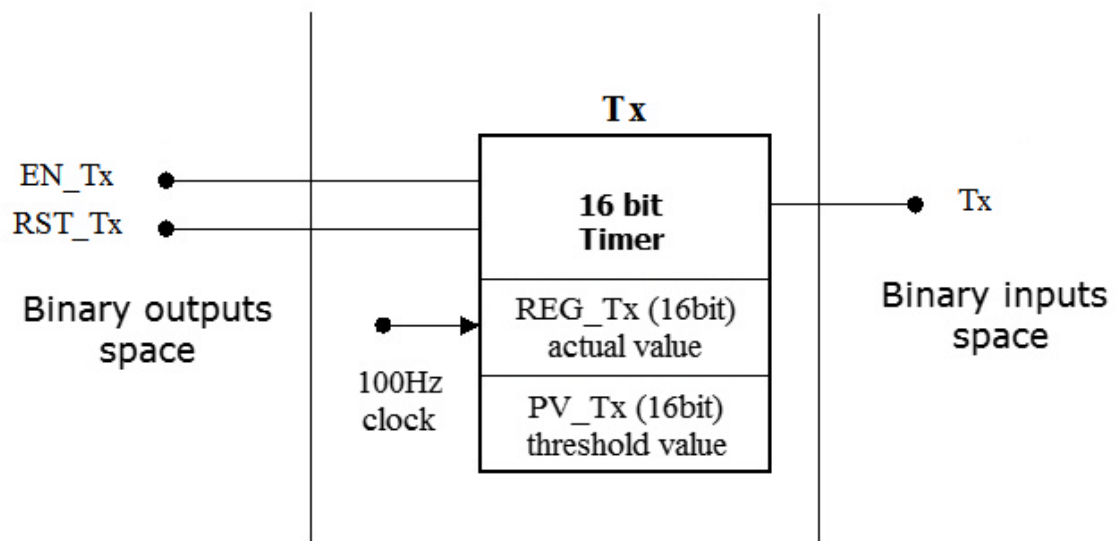 Tx
EN_Tx
RST_Tx
16 bit
Timer
Tx
Binary outputs
space
REG_Tx (16bit)
actual value
Binary inputs
space
100Hz
clock
PV_Tx (16bit)
threshold value